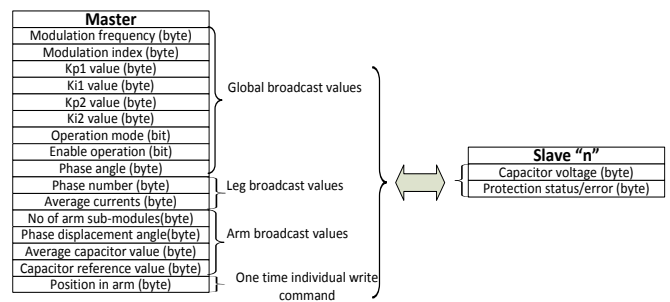 Master
Modulation frequency (byte)
Modulation index (byte)
Kp1 value (byte)
Ki1 value (byte)
Kp2 value (byte)
Ki2 value (byte)
Operation mode (bit)
Enable operation (bit)
Phase angle (byte)
Phase number (byte)
Average currents (byte)
No of arm sub-modules(byte)
Phase displacement angle(byte)
Average capacitor value (byte)
Capacitor reference value (byte)
Position in arm (byte)
Global broadcast values
Leg broadcast values
Arm broadcast values
One time individual write
command
Slave “n”
Capacitor voltage (byte)
Protection status/error (byte)